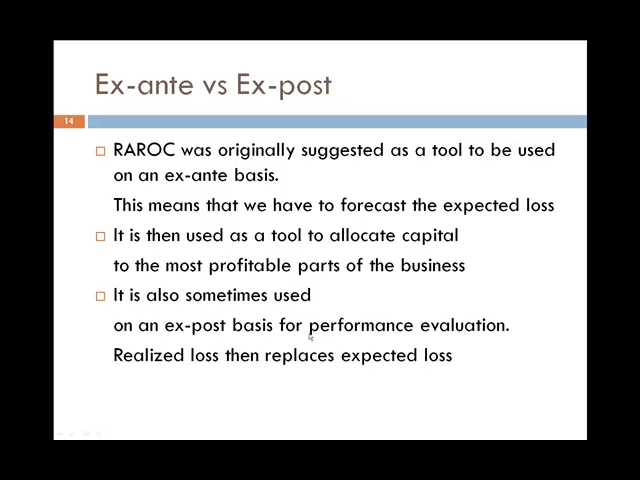 Ex-ante vs Ex-post
14
RAROC was originally suggested as a tool to be used
on an ex-ante basis.
This means that we have to forecast the expected loss
It is then used as a tool to allocate capital
to the most profitable parts of the business
It is also sometimes used
on an ex-post basis for performance evaluation.
Realized loss then replaces expected loss